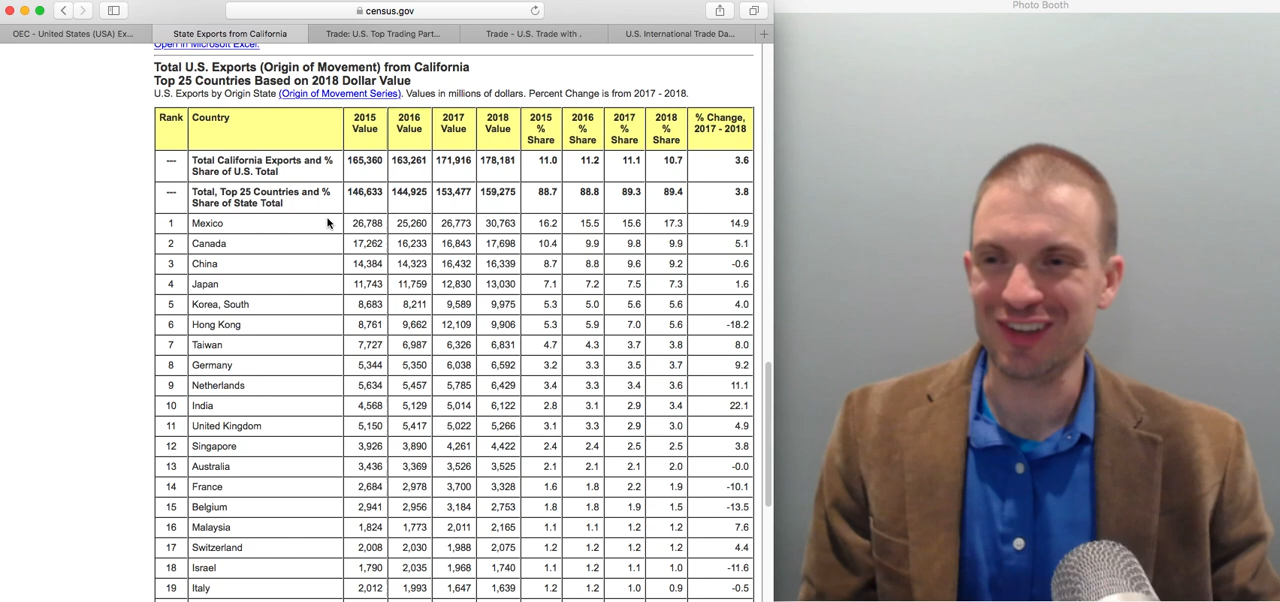 Photo Booth
census.gov
OEC - United States (USA) Ex...
State Exports from California
Trade: U.S. Top Trading Part...
Trade - U.S. Trade with .
U.S. International Trade Da...
Open in Microsoft Excel.
Total U.S. Exports (Origin of Movement) from California
Top 25 Countries Based on 2018 Dollar Value
U.S. Exports by Origin State (Origin of Movement Series). Values in millions of dollars. Percent Change is from 2017 - 2018.
Rank Country 2015 Value 2016 Value 2017 Value 2018 Value 2015 % Share 2016 % Share 2017 % Share 2018 % Share % Change, 2017 - 2018
--- Total California Exports and % Share of U.S. Total 165,360 163,261 171,916 178,181 11.0 11.2 11.1 10.7 3.6
--- Total, Top 25 Countries and % Share of State Total 146,633 144,925 153,477 159,275 88.7 88.8 89.3 89.4 3.8
1 Mexico 26,788 25,260 26,773 30,763 16.2 15.5 15.6 17.3 14.9
2 Canada 17,262 16,233 16,843 17,698 10.4 9.9 9.8 9.9 5.1
3 China 14,384 14,323 16,432 16,339 8.7 8.8 9.6 9.2 -0.6
4 Japan 11,743 11,759 12,830 13,030 7.1 7.2 7.5 7.3 1.6
5 Korea, South 8,683 8,211 9,589 9,975 5.3 5.0 5.6 5.6 4.0
6 Hong Kong 8,761 9,662 12,109 9,906 5.3 5.9 7.0 5.6 -18.2
7 Taiwan 7,727 6,987 6,326 6,831 4.7 4.3 3.7 3.8 8.0
8 Germany 5,344 5,350 6,038 6,592 3.2 3.3 3.5 3.7 9.2
9 Netherlands 5,634 5,457 5,785 6,429 3.4 3.3 3.4 3.6 11.1
10 India 4,568 5,129 5,014 6,122 2.8 3.1 2.9 3.4 22.1
11 United Kingdom 5,150 5,417 5,022 5,266 3.1 3.3 2.9 3.0 4.9
12 Singapore 3,926 3,890 4,261 4,422 2.4 2.4 2.5 2.5 3.8
13 Australia 3,436 3,369 3,526 3,525 2.1 2.1 2.1 2.0 -0.0
14 France 2,684 2,978 3,700 3,328 1.6 1.8 2.2 1.9 -10.1
15 Belgium 2,941 2,956 3,184 2,753 1.8 1.8 1.9 1.5 -13.5
16 Malaysia 1,824 1,773 2,011 2,165 1.1 1.1 1.2 1.2 7.6
17 Switzerland 2,008 2,030 1,988 2,075 1.2 1.2 1.2 1.2 4.4
18 Israel 1,790 2,035 1,968 1,740 1.1 1.2 1.1 1.0 -11.6
19 Italy 2,012 1,993 1,647 1,639 1.2 1.2 1.0 0.9 -0.5